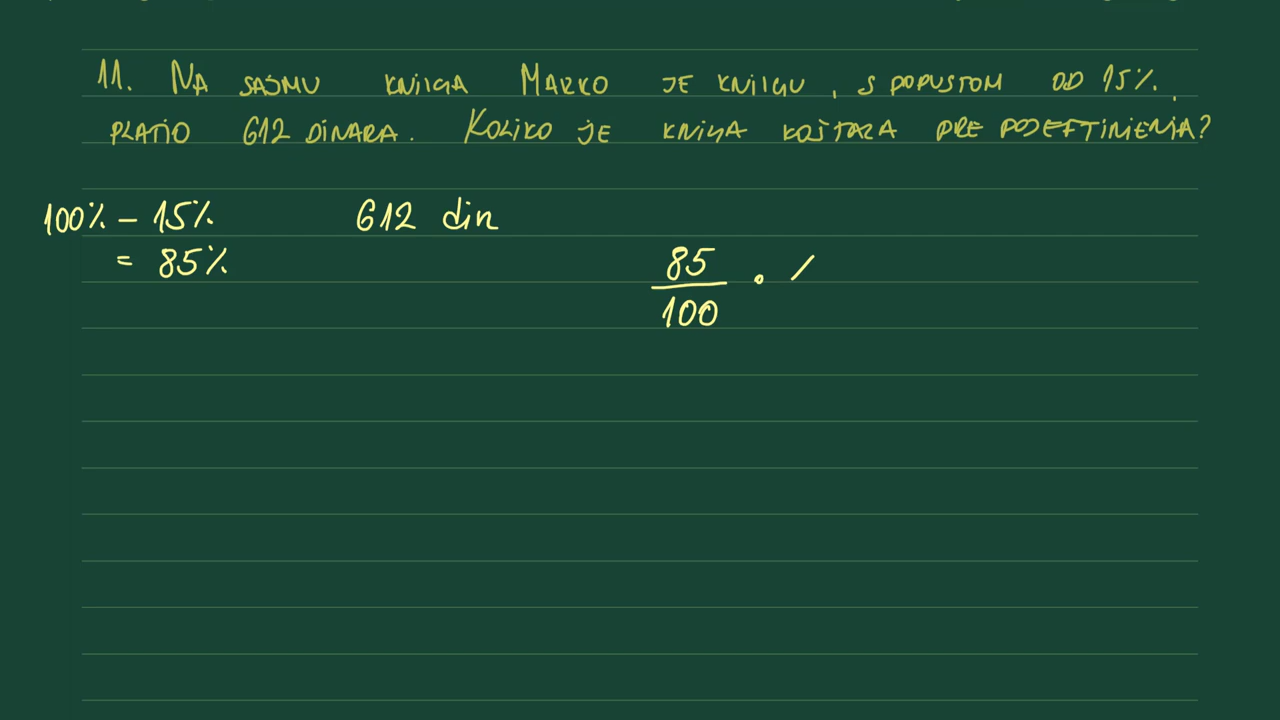 11. NA SAJMU KNJIGA MARKO JE KNJIGU, S POPUSTOM OD 15%,
PLATIO 612 DINARA. KOLIKO JE KNJIGA KOŠTALA PRE POJEFTINJENJA?
100% - 15% 612 din
= 85%
85
100 ·